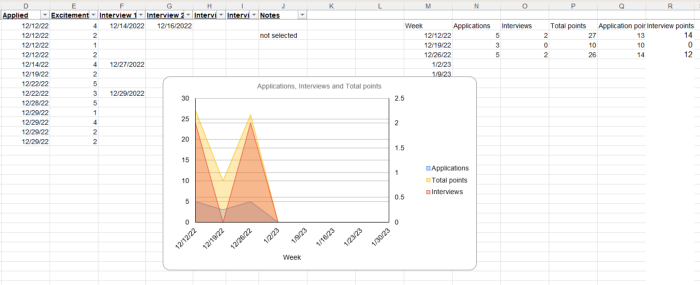 D E F G H I J K L M N O P Q R
Applied Excitement Interview 1 Interview 2 Intervi Intervi Notes
12/12/22 4 12/14/2022 12/16/2022 Week Applications Interviews Total points Application poin Interview points
12/12/22 2 not selected 12/12/22 5 2 27 13 14
12/12/22 1 12/19/22 3 0 10 10 0
12/12/22 2 12/26/22 5 2 26 14 12
12/14/22 4 12/27/2022 1/2/23
12/19/22 2 1/9/23
12/22/22 5
12/22/22 3 12/29/2022
12/28/22 5
12/29/22 1
12/29/22 4
12/29/22 2
12/29/22 2
Applications, Interviews and Total points
30 2.5
25 2
20 1.5
15
10 1
5 0.5
0 0
Applications
Total points
Interviews
12/12/22 12/19/22 12/26/22 1/2/23 1/9/23 1/16/23 1/23/23 1/30/23
Week